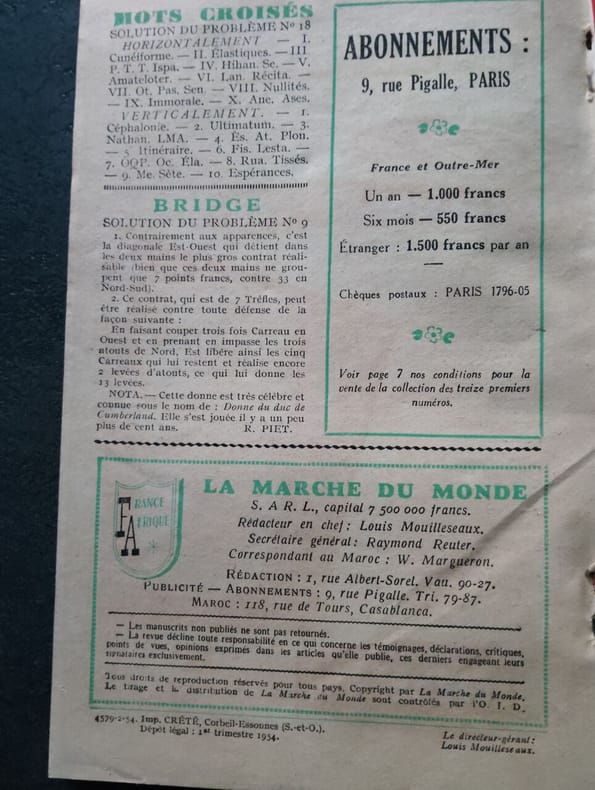 MOTS CROISÉS
SOLUTION DU PROBLÈME No 18
HORIZONTALEMENT — I.
Cunéiforme. — II. Élastiques. — III.
P. T. T. Ispa. — IV. Hihan. Se. — V.
Amateloter. — VI. Lan. Récita. —
VII. Ot. Pas. Sen. — VIII. Nullités.
— IX. Immorale. — X. Anc. Ases.
VERTICALEMENT. — 1.
Céphalonie. — 2. Ultimatum. — 3.
Nathan. LMA. — 4. És. At. Plon.
— 5. Itinéraire. — 6. Fis. Lesta. —
7. OQP. Oc. Éla. — 8. Rua. Tissés.
— 9. Me. Sète. — 10. Espérances.
BRIDGE
SOLUTION DU PROBLÈME No 9
1. Contrairement aux apparences, c'est
la diagonale Est-Ouest qui détient dans
les deux mains le plus gros contrat réali-
sable (bien que ces deux mains ne grou-
pent que 7 points francs, contre 33 en
Nord-Sud).
2. Ce contrat, qui est de 7 Trèfles, peut
être réalisé contre toute défense de la
façon suivante :
En faisant couper trois fois Carreau en
Ouest et en prenant en impasse les trois
atouts de Nord, Est libère ainsi les cinq
Carreaux qui lui restent et réalise encore
2 levées d'atouts, ce qui lui donne les
13 levées.
NOTA. — Cette donne est très célèbre et
connue sous le nom de : Donne du duc de
Cumberland. Elle s'est jouée il y a un peu
plus de cent ans. R. PIET.
ABONNEMENTS :
9, rue Pigalle, PARIS
France et Outre-Mer
Un an — 1.000 francs
Six mois — 550 francs
Étranger : 1.500 francs par an
Chèques postaux : PARIS 1796-05
Voir page 7 nos conditions pour la
vente de la collection des treize premiers
numéros.
FRANCE
AFRIQUE
LA MARCHE DU MONDE
S. A R. L., capital 7 500 000 francs.
Rédacteur en chef : Louis Mouilleseaux.
Secrétaire général : Raymond Reuter.
Correspondant au Maroc : W. Margueron.
RÉDACTION : 1, rue Albert-Sorel. Vau. 90-27.
PUBLICITÉ — ABONNEMENTS : 9, rue Pigalle. Tri. 79-87.
MAROC : 118, rue de Tours, Casablanca.
— Les manuscrits non publiés ne sont pas retournés.
— La revue décline toute responsabilité en ce qui concerne les témoignages, déclarations, critiques,
points de vues, opinions exprimés dans les articles qu'elle publie, ces derniers engageant leurs
signataires exclusivement.
Tous droits de reproduction réservés pour tous pays. Copyright par La Marche du Monde.
Le tirage et la distribution de La Marche du Monde sont contrôlés par l'O. J. D.
4579-2-54. Imp. CRÉTÉ, Corbeil-Essonnes (S.-et-O.).
Dépôt légal : 1er trimestre 1954.
Le directeur-gérant :
Louis Mouilleseaux.